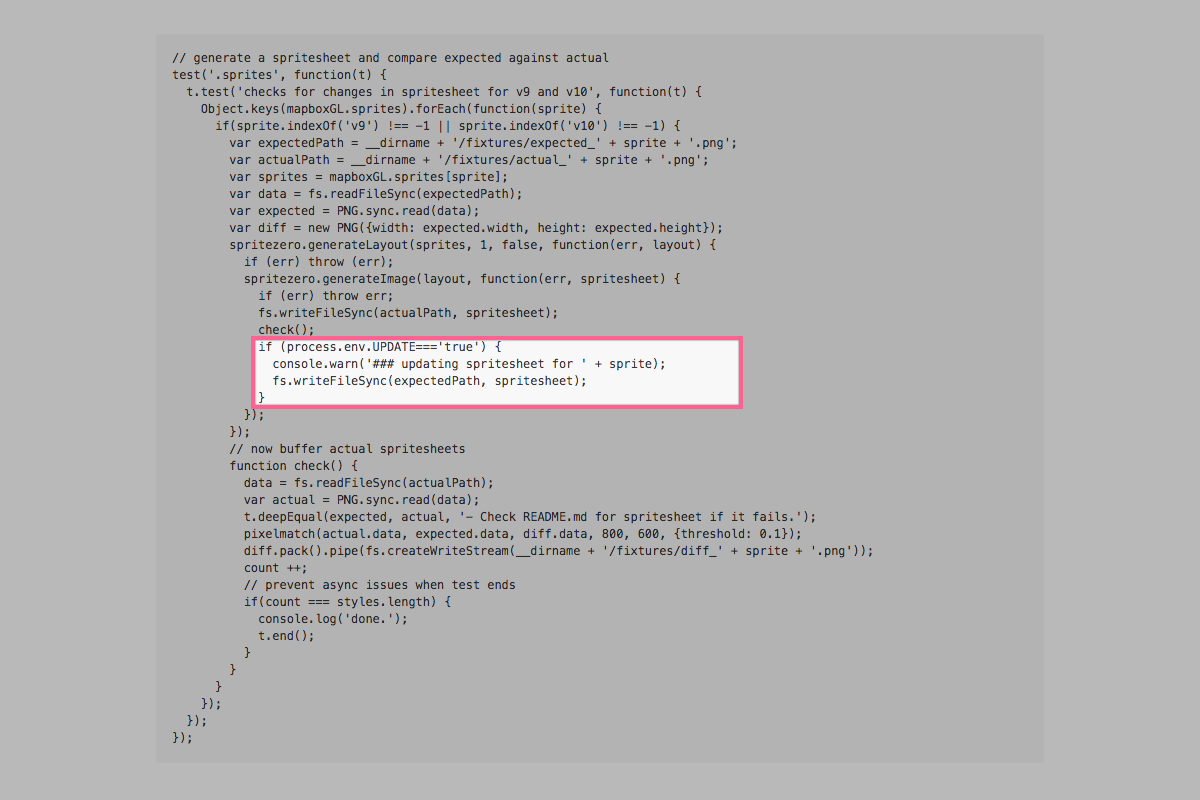 // generate a spritesheet and compare expected against actual
test('.sprites', function(t) {
  t.test('checks for changes in spritesheet for v9 and v10', function(t) {
    Object.keys(mapboxGL.sprites).forEach(function(sprite) {
      if(sprite.indexOf('v9') !== -1 || sprite.indexOf('v10') !== -1) {
        var expectedPath = __dirname + '/fixtures/expected_' + sprite + '.png';
        var actualPath = __dirname + '/fixtures/actual_' + sprite + '.png';
        var sprites = mapboxGL.sprites[sprite];
        var data = fs.readFileSync(expectedPath);
        var expected = PNG.sync.read(data);
        var diff = new PNG({width: expected.width, height: expected.height});
        spritezero.generateLayout(sprites, 1, false, function(err, layout) {
          if (err) throw (err);
          spritezero.generateImage(layout, function(err, spritesheet) {
            if (err) throw err;
            fs.writeFileSync(actualPath, spritesheet);
            check();
            if (process.env.UPDATE==='true') {
              console.warn('### updating spritesheet for ' + sprite);
              fs.writeFileSync(expectedPath, spritesheet);
            }
          });
        });
        // now buffer actual spritesheets
        function check() {
          data = fs.readFileSync(actualPath);
          var actual = PNG.sync.read(data);
          t.deepEqual(expected, actual, '- Check README.md for spritesheet if it fails.');
          pixelmatch(actual.data, expected.data, diff.data, 800, 600, {threshold: 0.1});
          diff.pack().pipe(fs.createWriteStream(__dirname + '/fixtures/diff_' + sprite + '.png'));
          count ++;
          // prevent async issues when test ends
          if(count === styles.length) {
            console.log('done.');
            t.end();
          }
        }
      }
    });
  });
});